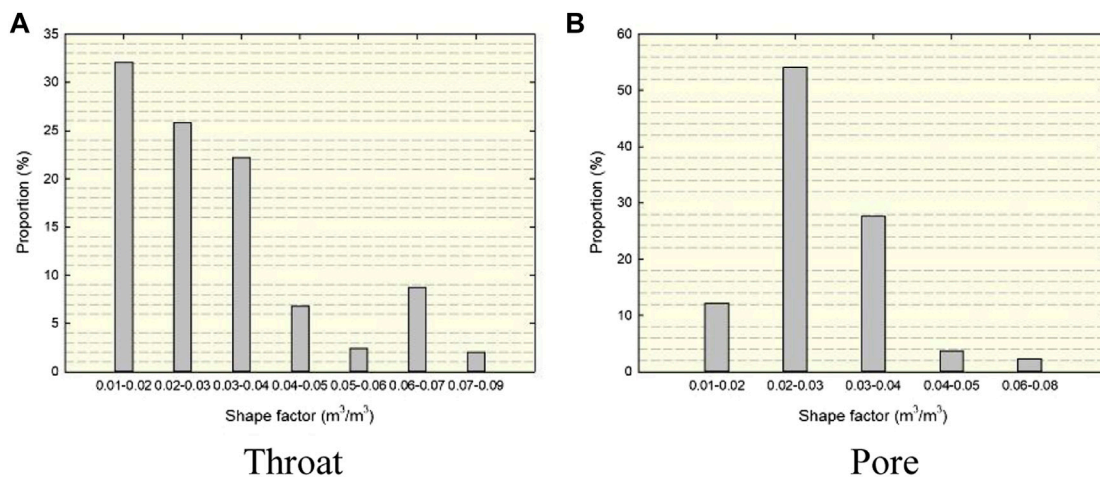 A
35
30
25
20
15
10
5
0
Proportion (%)
0.01-0.02 0.02-0.03 0.03-0.04 0.04-0.05 0.05-0.06 0.06-0.07 0.07-0.09
Shape factor (m³/m³)
Throat
B
60
50
40
30
20
10
0
Proportion (%)
0.01-0.02 0.02-0.03 0.03-0.04 0.04-0.05 0.06-0.08
Shape factor (m³/m³)
Pore